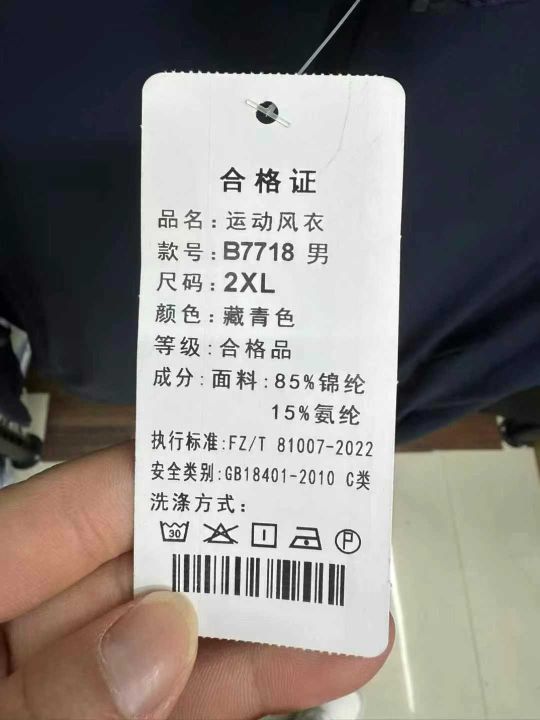 合格证
品名：运动风衣
款号：B7718 男
尺码：2XL
颜色：藏青色
等级：合格品
成分：面料：85%锦纶
15%氨纶
执行标准:FZ/T 81007-2022
安全类别:GB18401-2010 C类
洗涤方式：
30 P